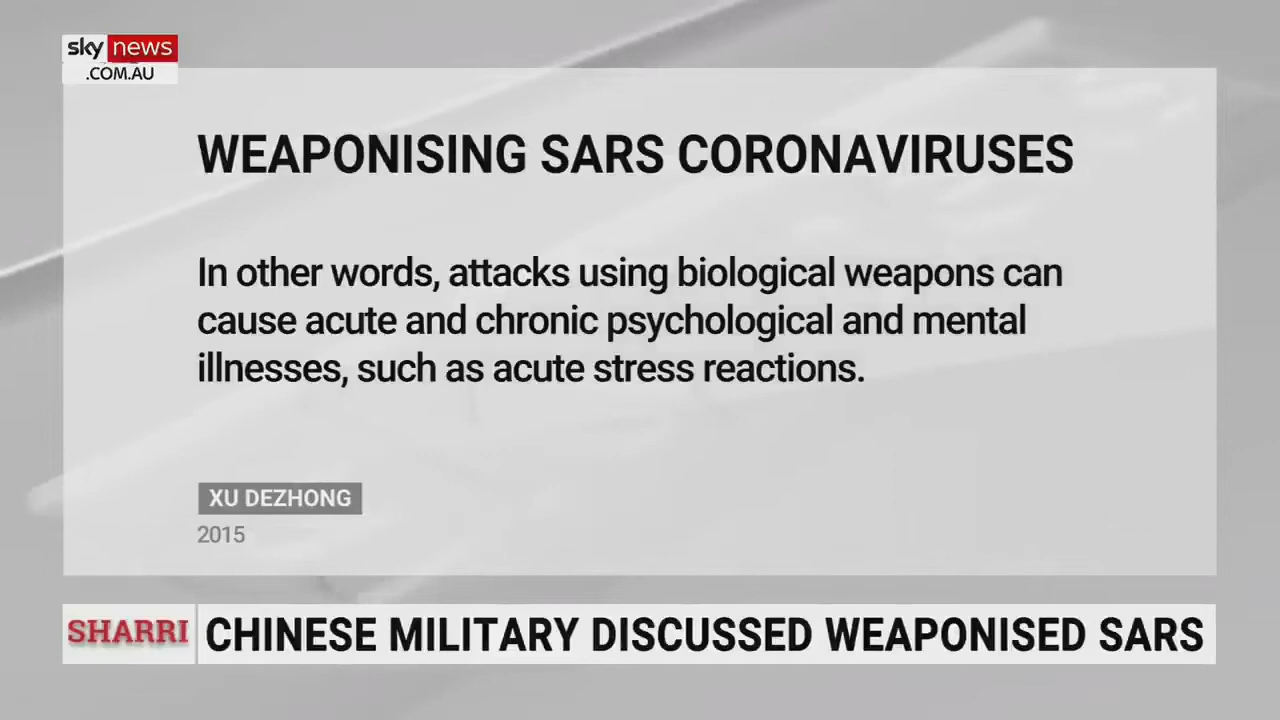 sky news
.COM.AU
WEAPONISING SARS CORONAVIRUSES
In other words, attacks using biological weapons can
cause acute and chronic psychological and mental
illnesses, such as acute stress reactions.
XU DEZHONG
2015
SHARRI CHINESE MILITARY DISCUSSED WEAPONISED SARS